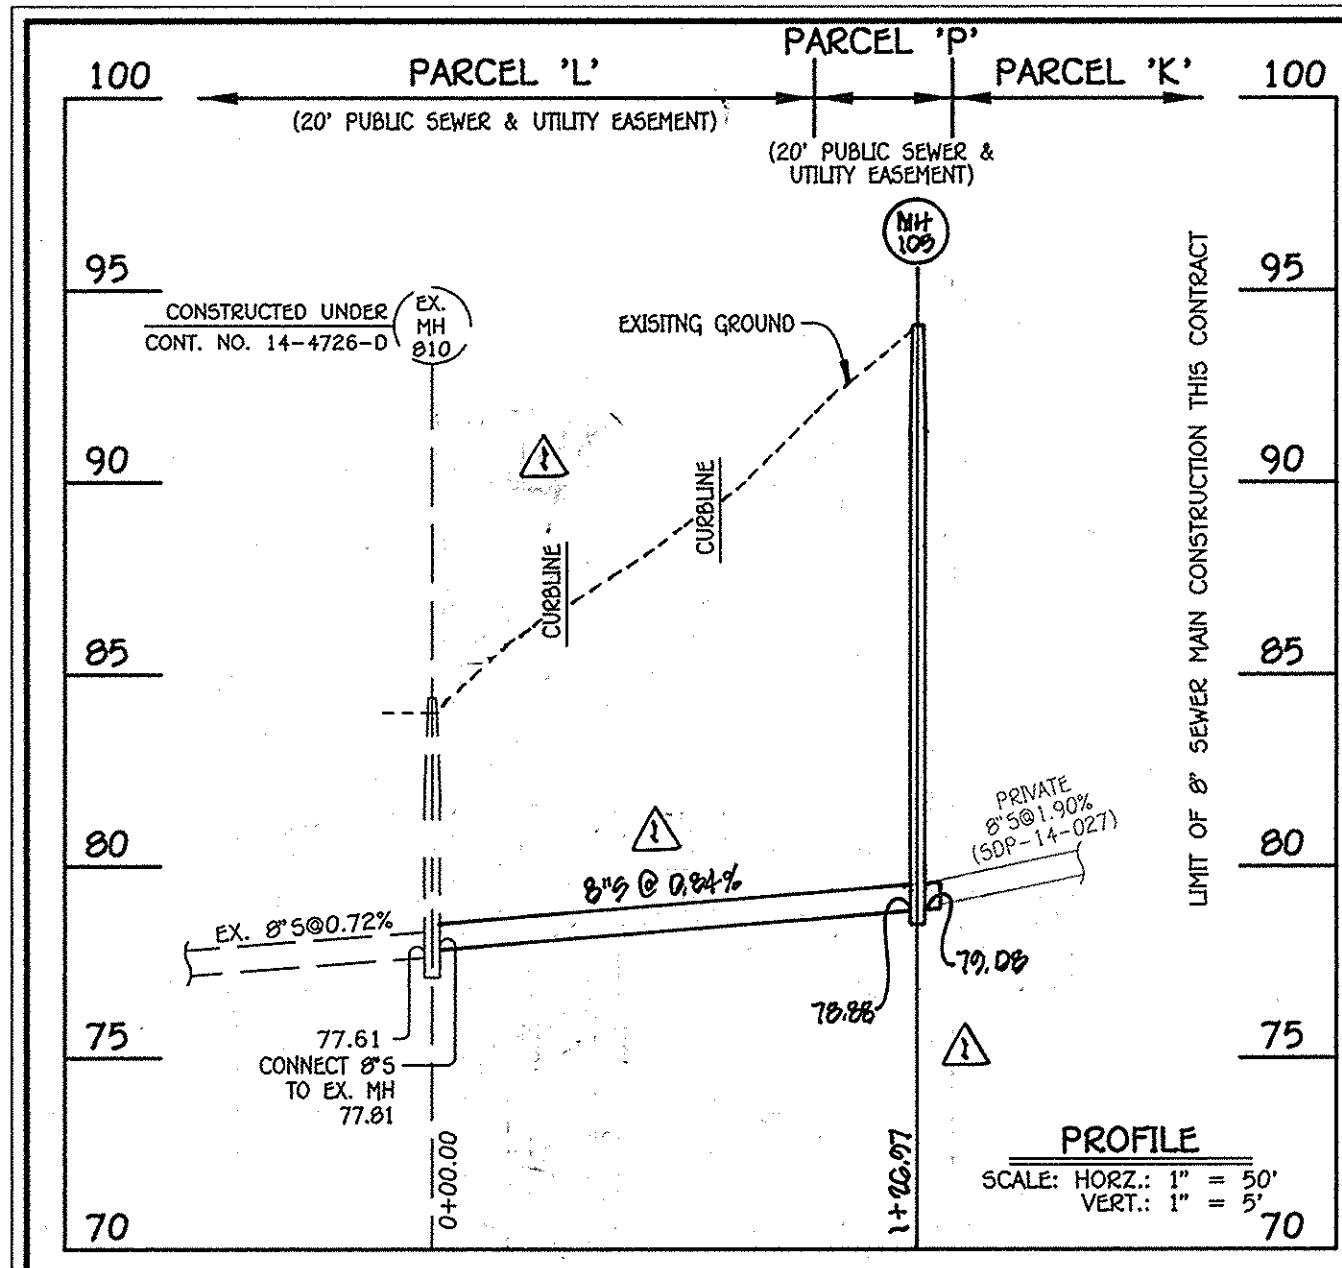 PARCEL 'P'
100 PARCEL 'L' PARCEL 'K' 100
(20' PUBLIC SEWER & UTILITY EASEMENT)
(20' PUBLIC SEWER &
UTILITY EASEMENT)
MH
105
95 95
CONSTRUCTED UNDER
CONT. NO. 14-4726-D
EX.
MH
810
EXISITNG GROUND
LIMIT OF 8" SEWER MAIN CONSTRUCTION THIS CONTRACT
90 90
1
CURBLINE
CURBLINE
85 85
PRIVATE
8"S@1.90%
(SDP-14-027)
1
80 80
8"S @ 0.84%
EX. 8"S@0.72%
79.08
78.88
75 75
77.61
CONNECT 8"S
TO EX. MH
77.81
1
0+00.00
1+26.97
PROFILE
SCALE: HORZ.: 1" = 50'
VERT.: 1" = 5'
70 70